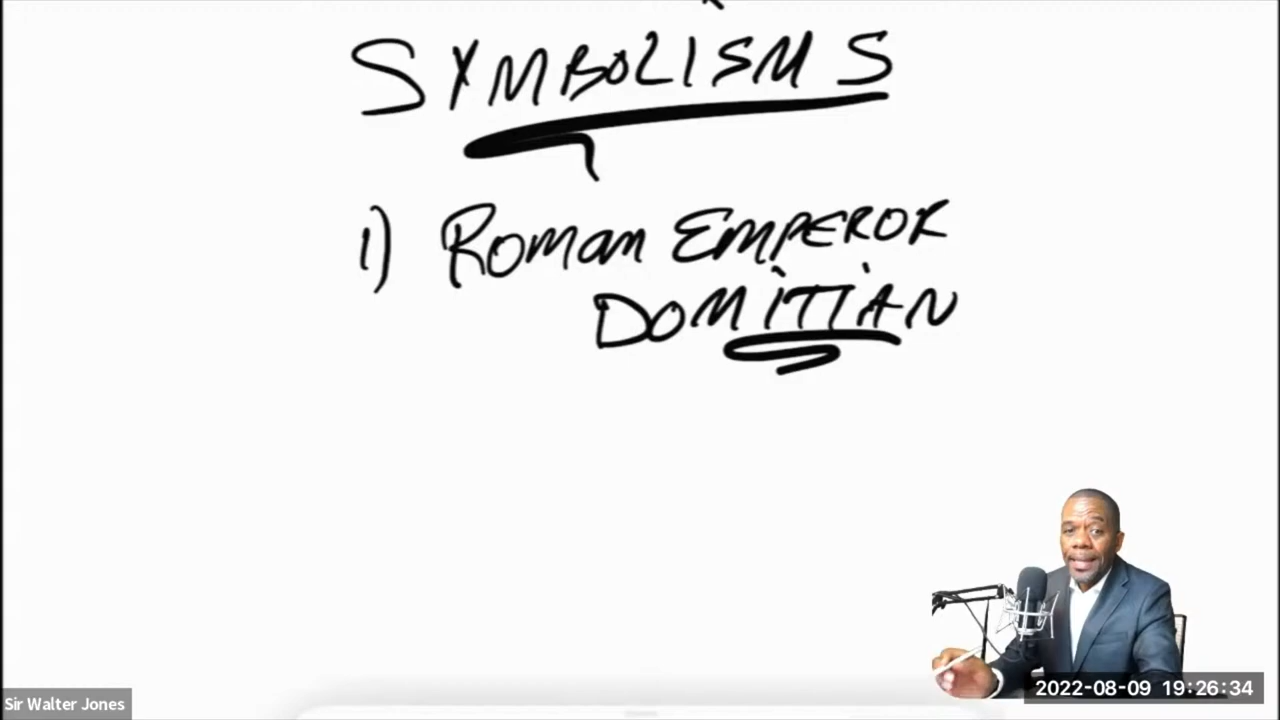 SYMBOLISMS
1) ROMAN EMPEROR
DOMITIAN
Sir Walter Jones
2022-08-09 19:26:34